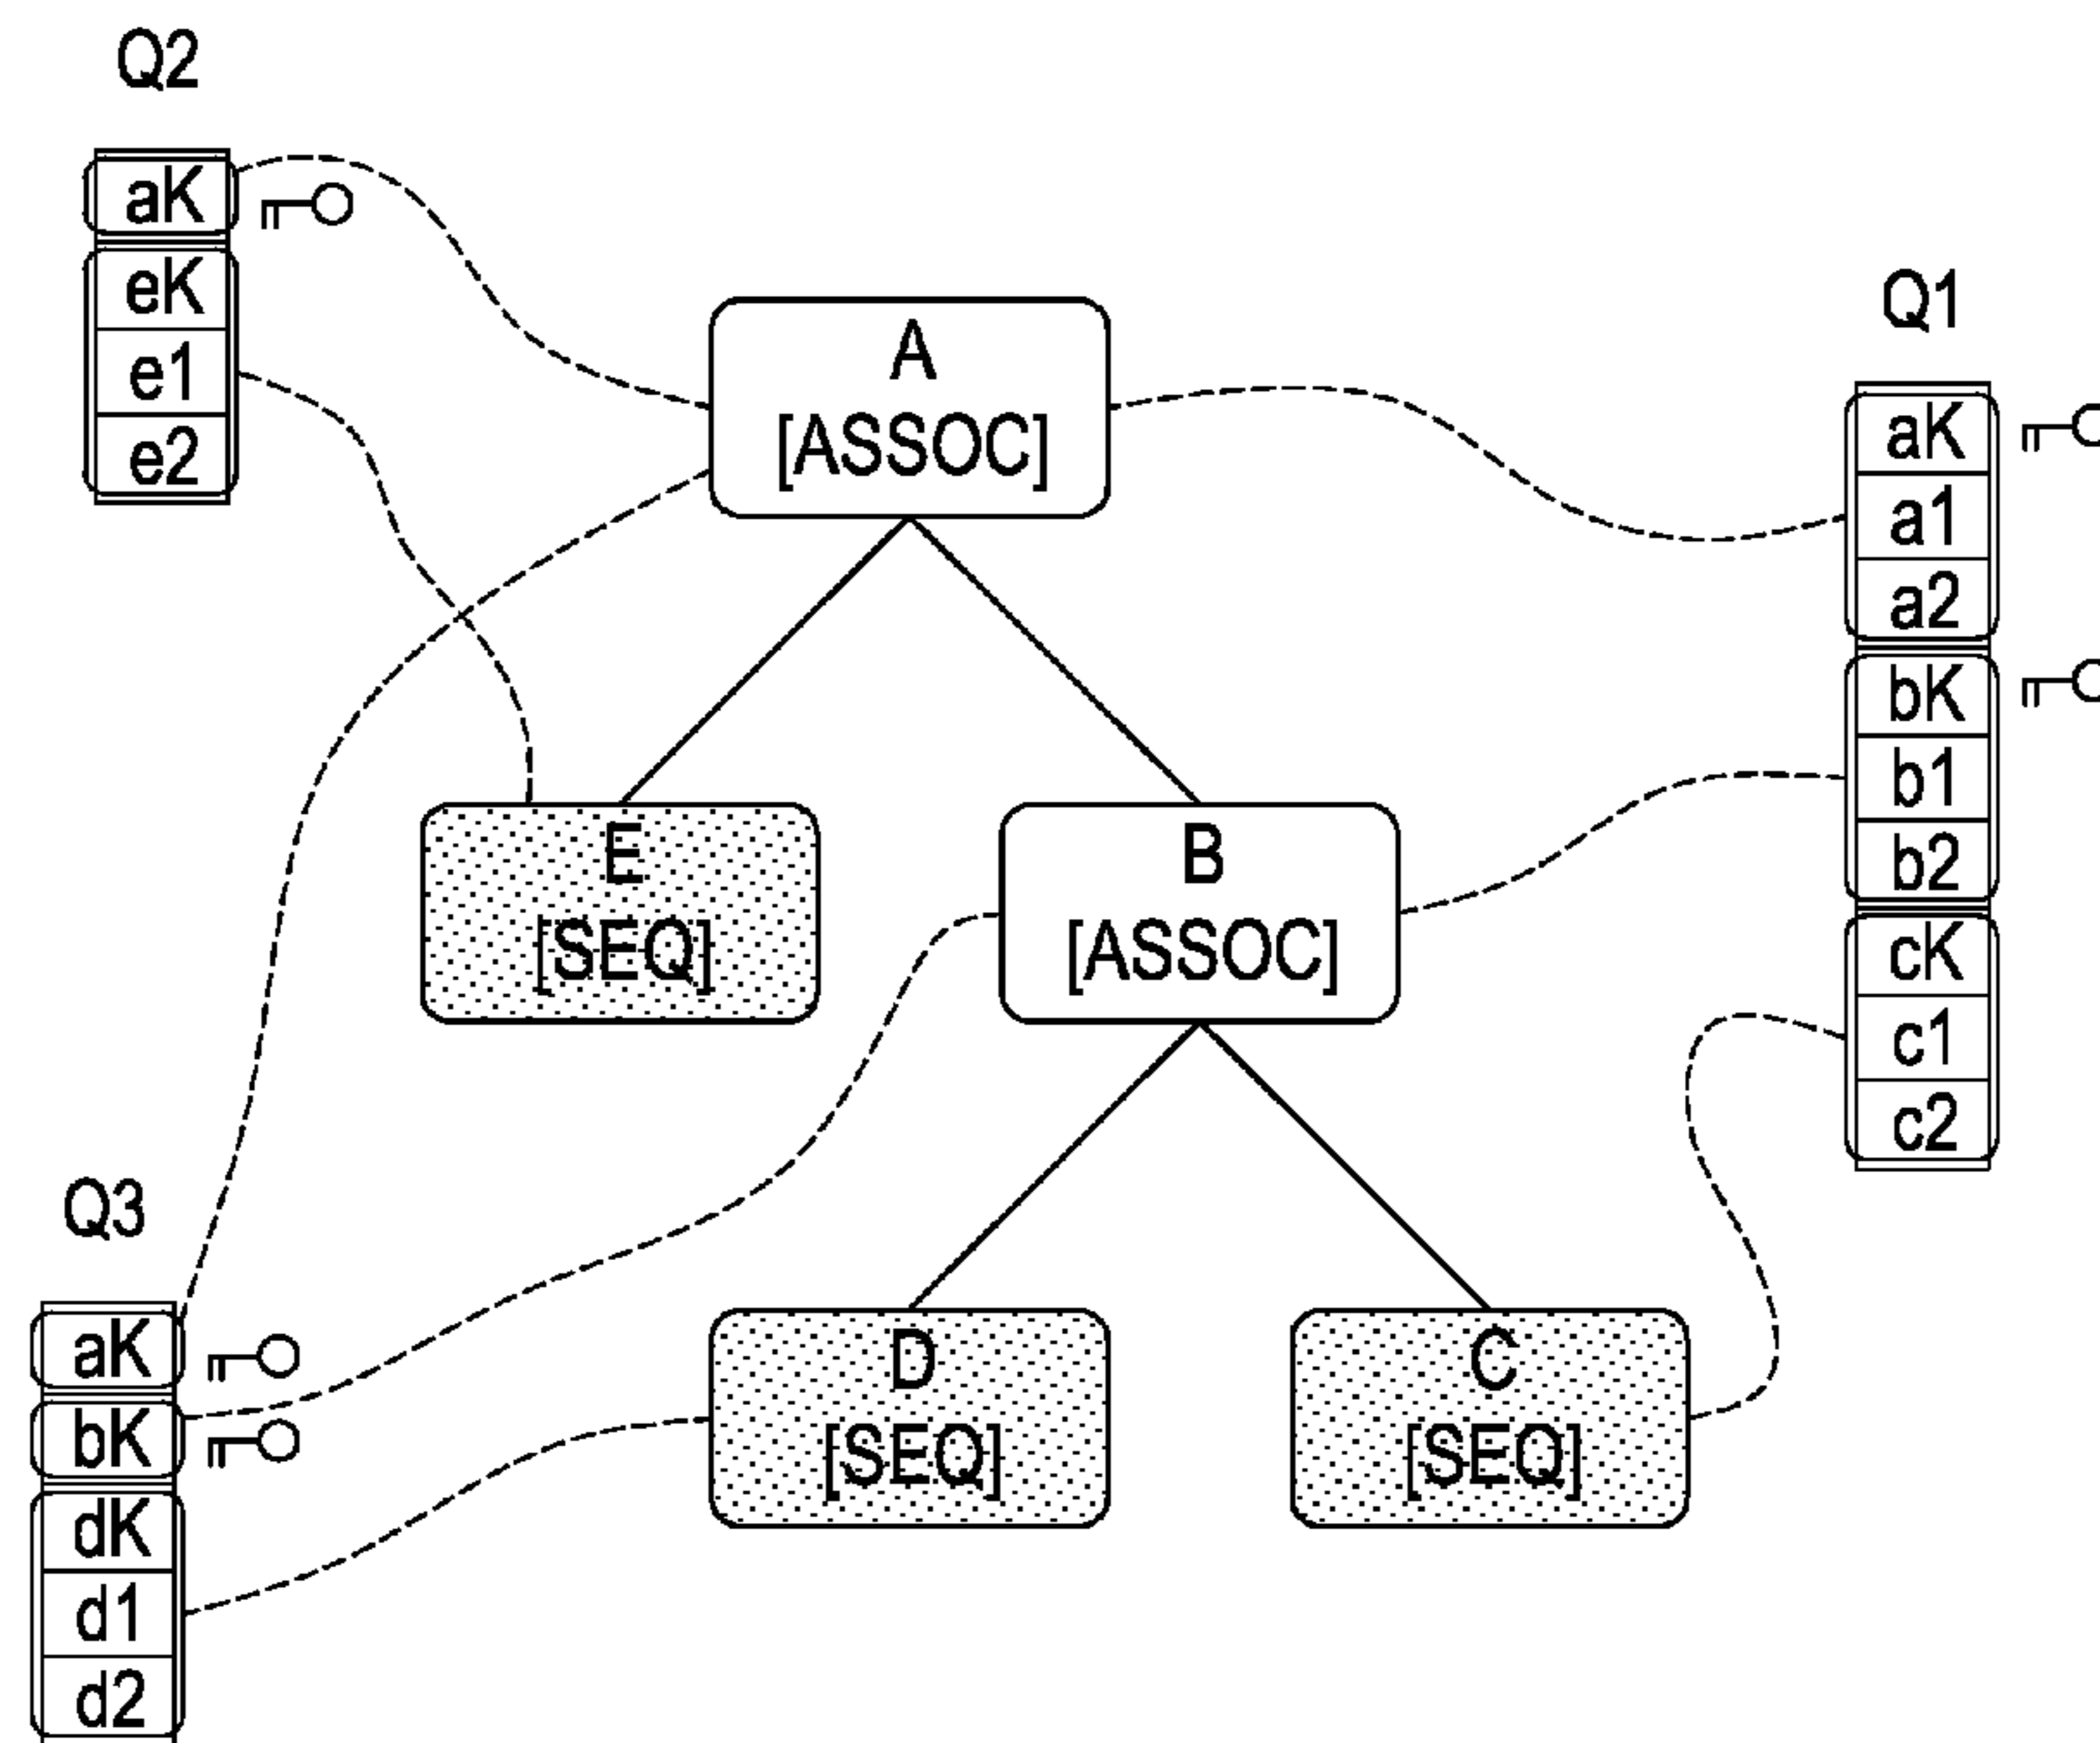 Q2
aK
eK
e1
e2
A
[ASSOC]
Q1
aK
a1
a2
bK
b1
b2
cK
c1
c2
E
[SEQ]
B
[ASSOC]
Q3
aK
bK
dK
d1
d2
D
[SEQ]
C
[SEQ]